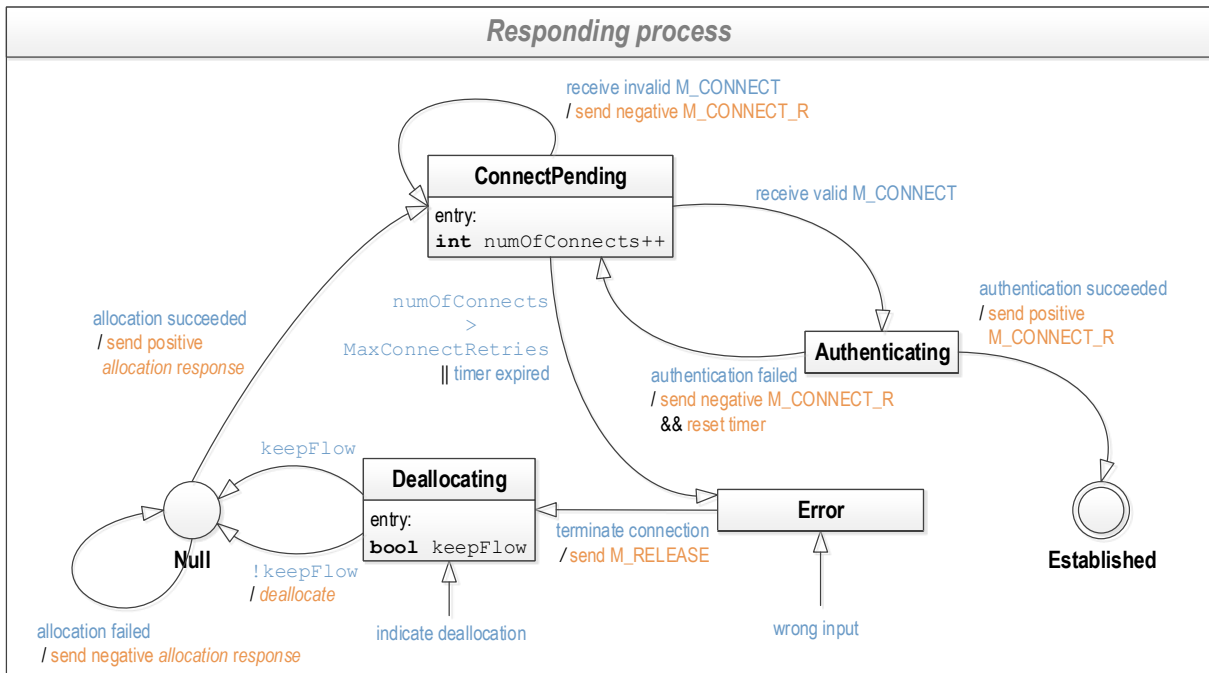 Responding process
receive invalid M_CONNECT
/ send negative M_CONNECT_R
ConnectPending
entry:
int numOfConnects++
receive valid M_CONNECT
allocation succeeded
/ send positive
allocation response
numOfConnects
>
MaxConnectRetries
|| timer expired
authentication succeeded
/ send positive
M_CONNECT_R
Authenticating
authentication failed
/ send negative M_CONNECT_R
&& reset timer
keepFlow
Deallocating
entry:
bool keepFlow
Error
terminate connection
/ send M_RELEASE
Null
Established
!keepFlow
/ deallocate
allocation failed
/ send negative allocation response
indicate deallocation
wrong input